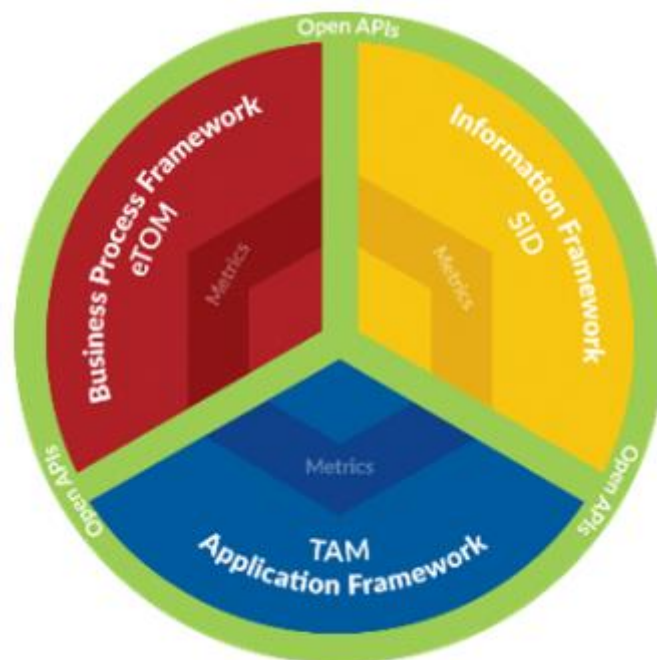 Open APIs
Business Process Framework
eTOM
Metrics
Information Framework
SID
Metrics
Open APIs
Open APIs
Metrics
TAM
Application Framework